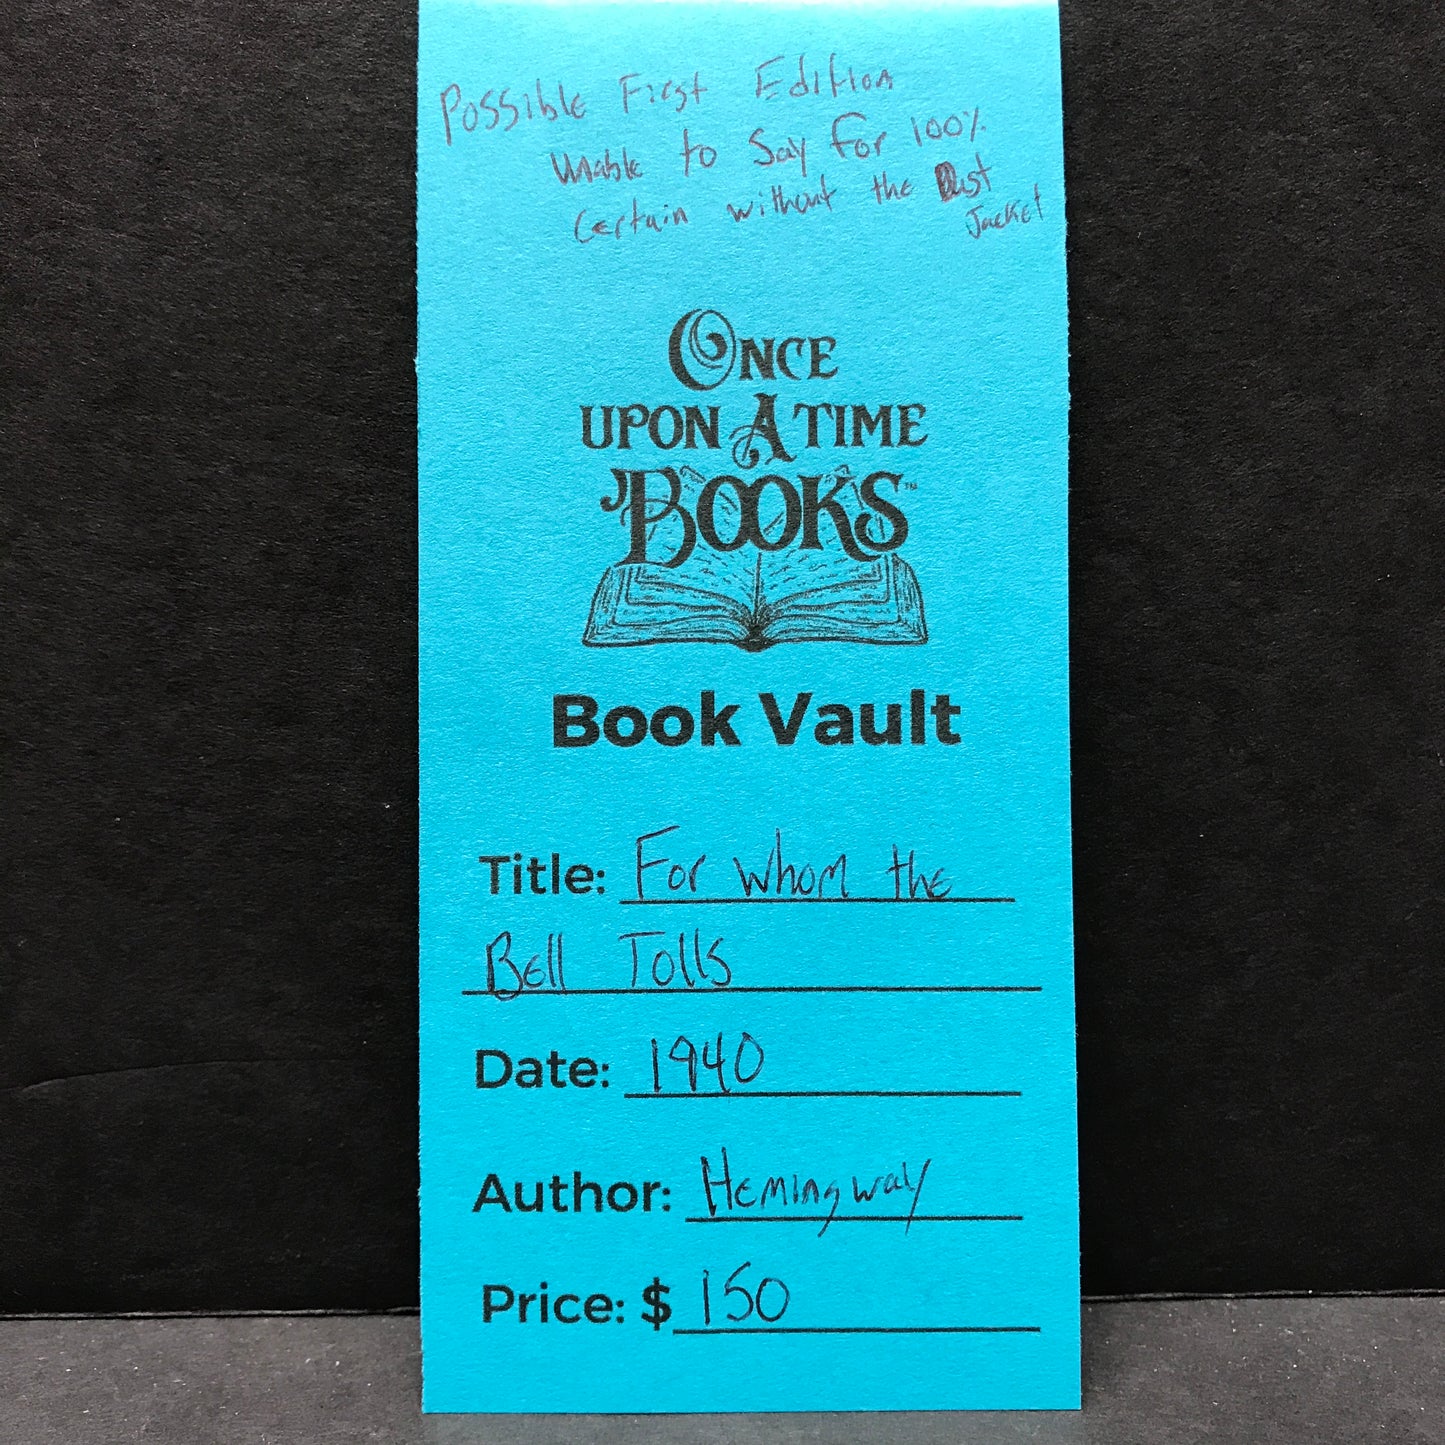 Possible First Edition
Unable to Say for 100%
Certain without the Dust
Jacket
ONCE
UPON A TIME
BOOKS™
Book Vault
Title: For Whom the
Bell Tolls
Date: 1940
Author: Hemingway
Price: $ 150